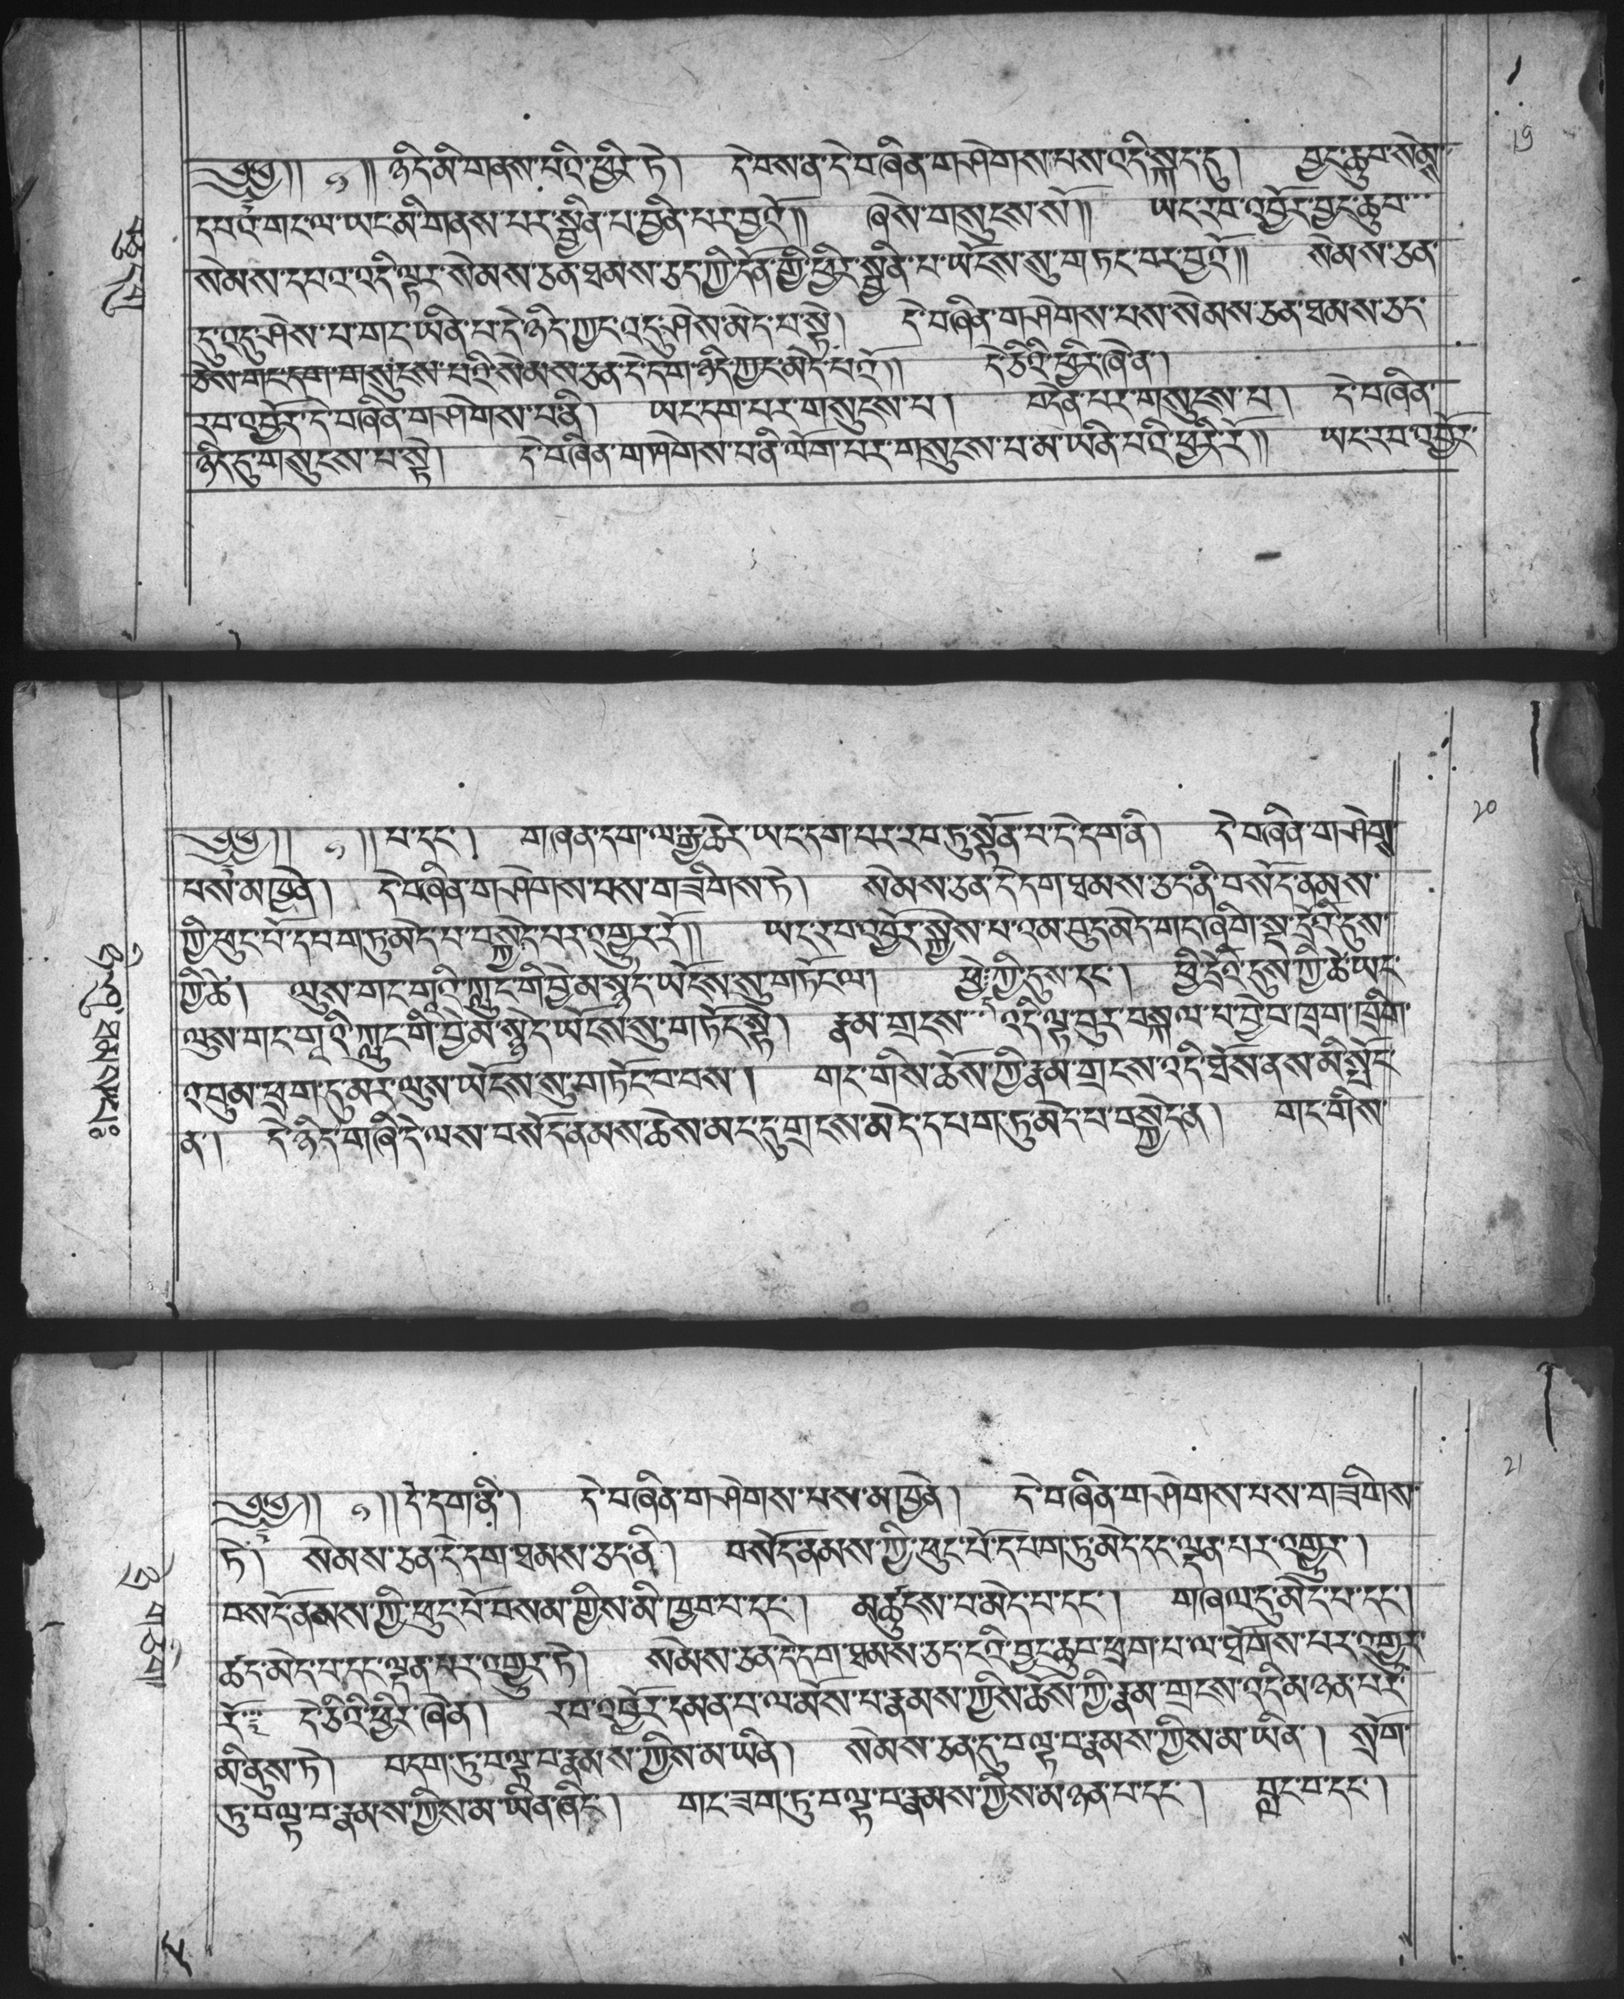 ༄༅།། ༡ །། ཉིད་མི་གནས་པའི་ཕྱིར་ཏེ། དེ་བས་ན་དེ་བཞིན་གཤེགས་པས་འདི་སྐད་དུ། བྱང་ཆུབ་སེམས
དཔའ་གང་ལ་ཡང་མི་གནས་པར་སྦྱིན་པ་བྱིན་པར་བྱའོ།། ཞེས་གསུངས་སོ།། ཡང་རབ་འབྱོར་བྱང་ཆུབ་
སེམས་དཔའ་འདི་ལྟར་སེམས་ཅན་ཐམས་ཅད་ཀྱི་དོན་ཀྱི་ཕྱིར་སྦྱིན་པ་ཡོངས་སུ་གཏང་བར་བྱའོ།། སེམས་ཅན་
དུ་འདུ་ཤེས་པ་གང་ཡིན་པ་དེ་ཉིད་ཀྱང་འདུ་ཤེས་མེད་པ་སྟེ། དེ་བཞིན་གཤེགས་པས་སེམས་ཅན་ཐམས་ཅད་
ཅེས་གང་དག་གསུངས་པའི་སེམས་ཅན་དེ་དག་ཉིད་ཀྱང་མེད་པའོ།། དེ་ཅིའི་ཕྱིར་ཞེ་ན།
རབ་འབྱོར་དེ་བཞིན་གཤེགས་པ་ནི། ཡང་དག་པར་གསུངས་པ། བདེན་པར་གསུངས་པ། དེ་བཞིན་
ཉིད་དུ་གསུངས་པ་སྟེ། དེ་བཞིན་གཤེགས་པ་ནི་ལོག་པར་གསུངས་པ་མ་ཡིན་པའི་ཕྱིར་རོ།། ཡང་རབ་འབྱོར་
༄༅།། ༡ །། པ་དང་། གཞན་དག་ལ་རྒྱ་ཆེར་ཡང་དག་པར་རབ་ཏུ་སྟོན་པ་དེ་དག་ནི། དེ་བཞིན་གཤེགས
པས་མཁྱེན། དེ་བཞིན་གཤེགས་པས་གཟིགས་ཏེ། སེམས་ཅན་དེ་དག་ཐམས་ཅད་ནི་བསོད་ནམས་
ཀྱི་ཕུང་པོ་དཔག་ཏུ་མེད་པ་བསྐྱེད་པར་འགྱུར་རོ།། ཡང་རབ་འབྱོར་སྐྱེས་པ་འམ་བུད་མེད་གང་ཞིག་སྔ་དྲོའི་དུས་
ཀྱི་ཚེ། ལུས་གང་གཱའི་ཀླུང་གི་བྱེ་མ་སྙེད་ཡོངས་སུ་གཏོང་ལ། ཕྱེད་ཀྱི་དུས་དང་། ཕྱི་དྲོའི་དུས་ཀྱི་ཚེ་ཡང་
ལུས་གང་གཱའི་ཀླུང་གི་བྱེ་མ་སྙེད་ཡོངས་སུ་གཏོང་སྟེ། རྣམ་གྲངས་འདི་ལྟ་བུར་བསྐལ་པ་བྱེ་བ་ཁྲག་ཁྲིག་
འབུམ་ཕྲག་དུ་མར་ལུས་ཡོངས་སུ་གཏོང་བ་བས། གང་གིས་ཆོས་ཀྱི་རྣམ་གྲངས་འདི་ཐོས་ནས་མི་སྤོང་
ན། དེ་ཉིད་གཞི་དེ་ལས་བསོད་ནམས་ཆེས་མང་དུ་གྲངས་མེད་དཔག་ཏུ་མེད་པ་བསྐྱེད་ན། གང་གིས་
༄༅།། ༡ །། དེ་དག་ནི། དེ་བཞིན་གཤེགས་པས་མཁྱེན། དེ་བཞིན་གཤེགས་པས་གཟིགས་
ཏེ། སེམས་ཅན་དེ་དག་ཐམས་ཅད་ནི། བསོད་ནམས་ཀྱི་ཕུང་པོ་དཔག་ཏུ་མེད་དང་ལྡན་པར་འགྱུར།
བསོད་ནམས་ཀྱི་ཕུང་པོ་བསམ་གྱིས་མི་ཁྱབ་པ་དང་། མཚུངས་པ་མེད་པ་དང་། གཞལ་དུ་མེད་པ་དང་།
ཚད་མེད་པ་དང་ལྡན་པར་འགྱུར་ཏེ། སེམས་ཅན་དེ་དག་ཐམས་ཅད་ངའི་བྱང་ཆུབ་ཕྲག་པ་ལ་ཐོགས་པར་འགྱུར་
རོ༔ དེ་ཅིའི་ཕྱིར་ཞེ་ན། རབ་འབྱོར་དམན་པ་ལ་མོས་པ་རྣམས་ཀྱིས་ཆོས་ཀྱི་རྣམ་གྲངས་འདི་མཉན་པར་
མི་ནུས་ཏེ། བདག་ཏུ་བལྟ་བ་རྣམས་ཀྱིས་མ་ཡིན། སེམས་ཅན་དུ་བལྟ་བ་རྣམས་ཀྱིས་མ་ཡིན། སྲོག་
ཏུ་བལྟ་བ་རྣམས་ཀྱིས་མ་ཡིན་ཞིང་། གང་ཟག་ཏུ་བལྟ་བ་རྣམས་ཀྱིས་མཉན་པ་དང་། བླང་བ་དང་།
19
20
21